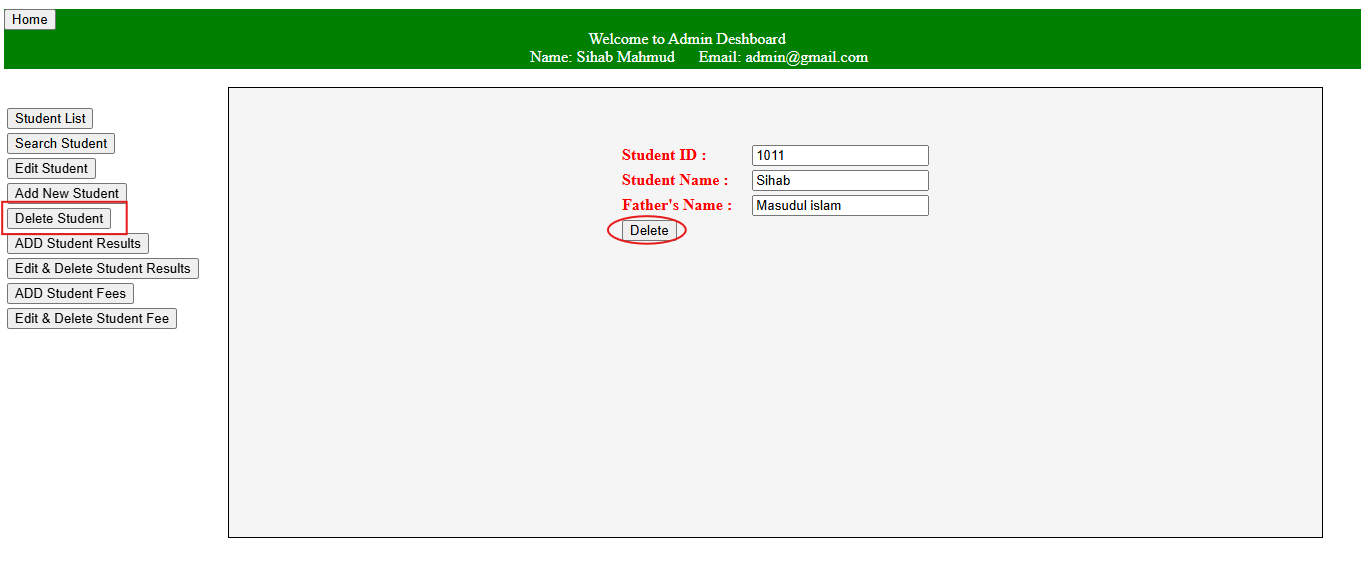 Home
Welcome to Admin Deshboard
Name: Sihab Mahmud Email: admin@gmail.com
Student List
Search Student
Edit Student
Add New Student
Delete Student
ADD Student Results
Edit & Delete Student Results
ADD Student Fees
Edit & Delete Student Fee
Student ID : 1011
Student Name : Sihab
Father's Name : Masudul islam
Delete